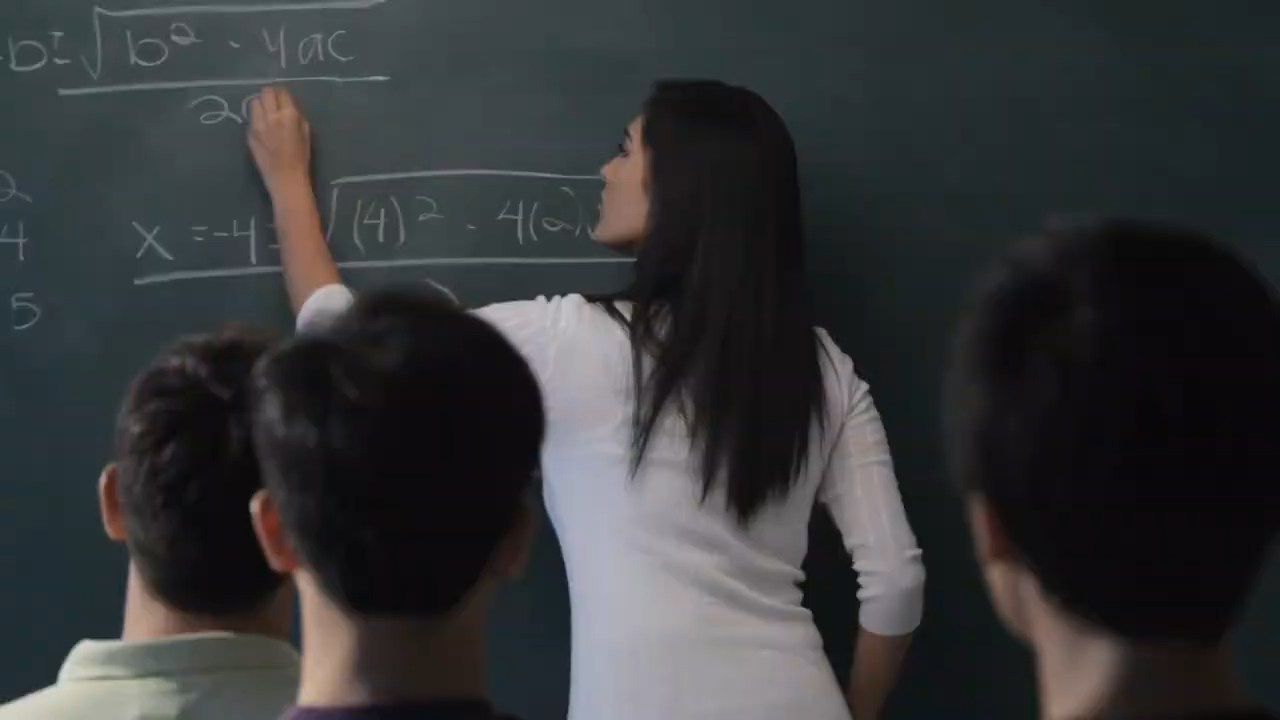 -b± √b² - 4ac
2a
2
4
5
x = -4 ± √(4)² - 4(2)